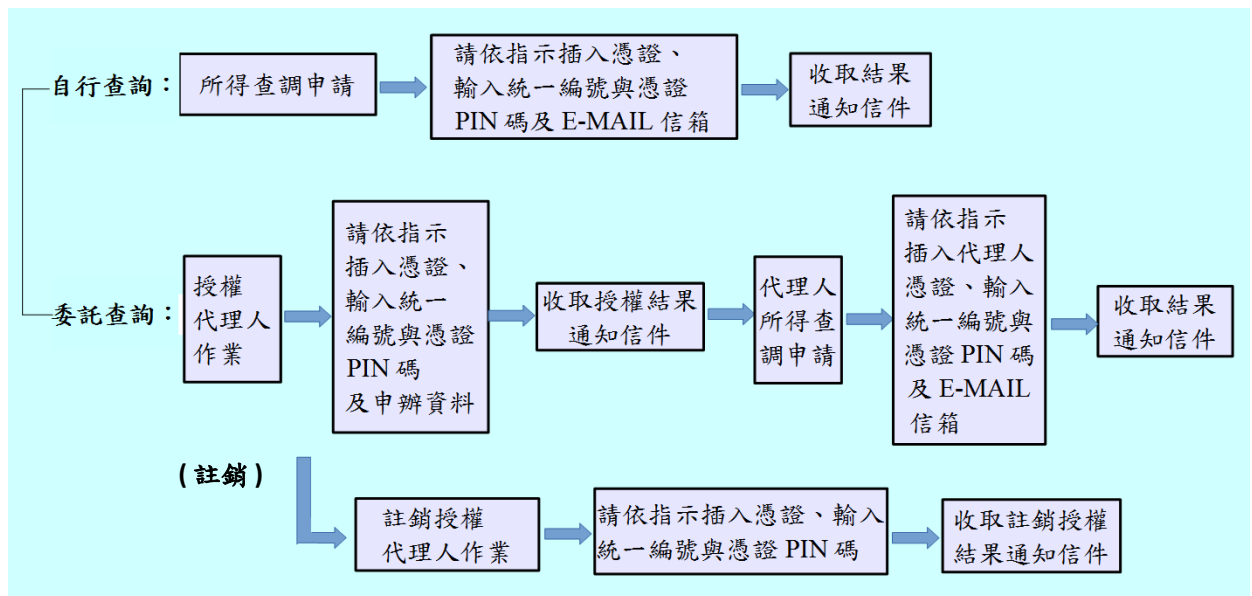 自行查詢：
所得查調申請
請依指示插入憑證、
輸入統一編號與憑證
PIN 碼及 E-MAIL 信箱
收取結果
通知信件
委託查詢：
授權
代理人
作業
請依指示
插入憑證、
輸入統一
編號與憑證
PIN 碼
及申辦資料
收取授權結果
通知信件
代理人
所得查
調申請
請依指示
插入代理人
憑證、輸入
統一編號與
憑證 PIN 碼
及 E-MAIL
信箱
收取結果
通知信件
(註銷)
註銷授權
代理人作業
請依指示插入憑證、輸入
統一編號與憑證 PIN 碼
收取註銷授權
結果通知信件